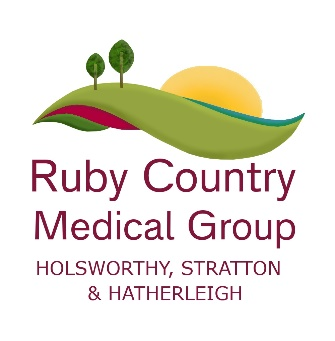 Ruby Country
Medical Group
HOLSWORTHY, STRATTON
& HATHERLEIGH